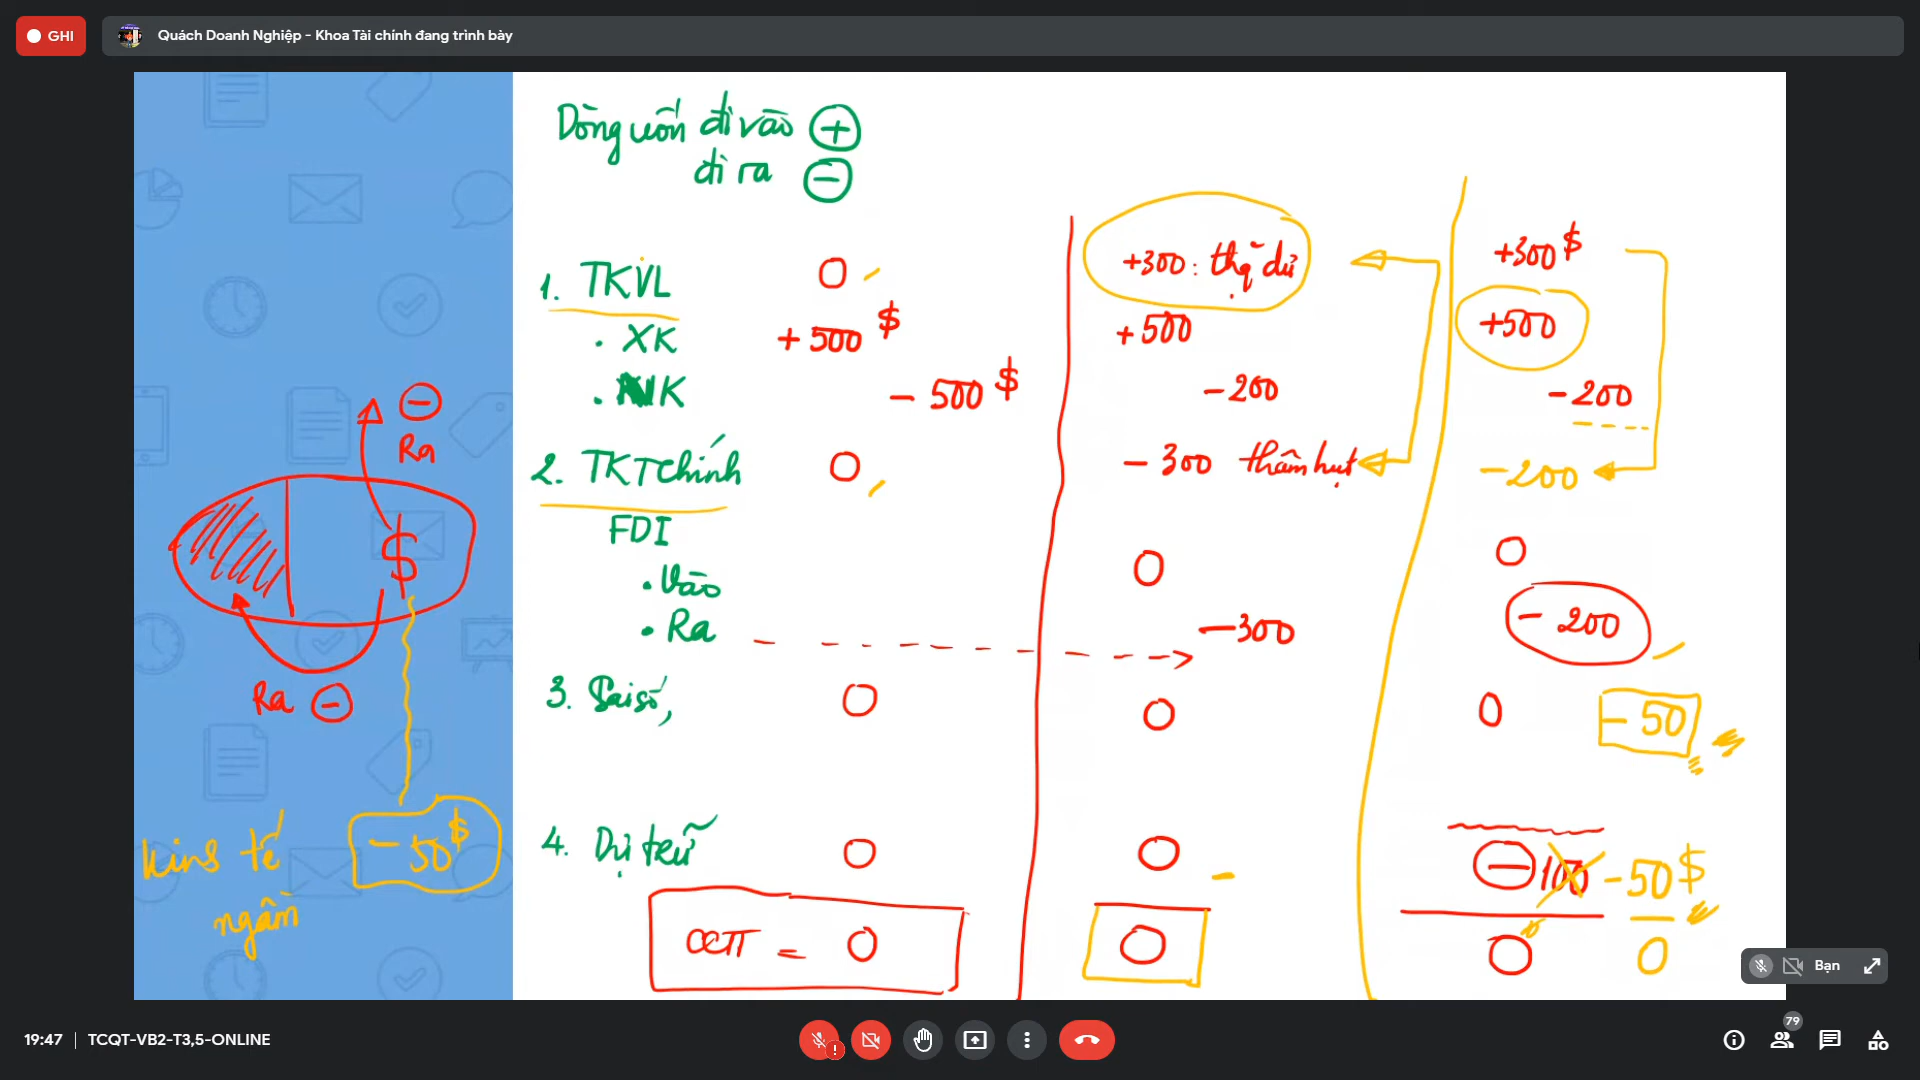 GHI
Quách Doanh Nghiệp - Khoa Tài chính đang trình bày
Dòng vốn đi vào +
đi ra -
1. TKVL 0 +300: thặ dư +300$
. XK +500$ +500 +500
. NK -500$ -200 -200
2. TKTChính 0 -300 thâm hụt -200
FDI
. Vào 0 0
. Ra -300 -200
3. Sai số, 0 0 0 -50
4. Dự trữ 0 0 -100 -50$
= 0 0 0 0
- Ra
$
Ra -
kinh tế -50$
ngầm
Bạn
19:47 | TCQT-VB2-T3,5-ONLINE
79